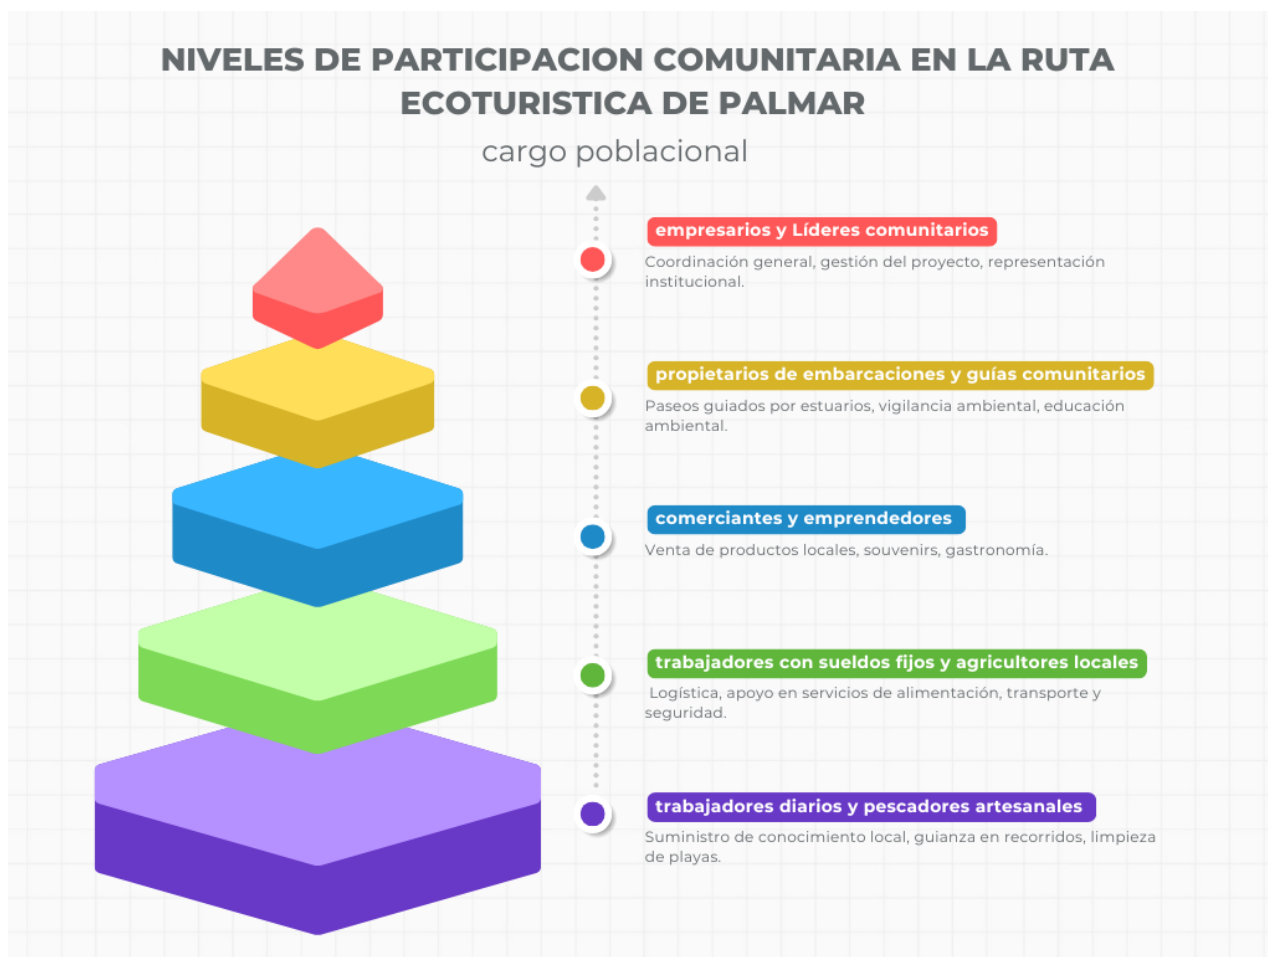 NIVELES DE PARTICIPACION COMUNITARIA EN LA RUTA
ECOTURISTICA DE PALMAR
cargo poblacional
empresarios y Líderes comunitarios
Coordinación general, gestión del proyecto, representación
institucional.
propietarios de embarcaciones y guías comunitarios
Paseos guiados por estuarios, vigilancia ambiental, educación
ambiental.
comerciantes y emprendedores
Venta de productos locales, souvenirs, gastronomía.
trabajadores con sueldos fijos y agricultores locales
Logística, apoyo en servicios de alimentación, transporte y
seguridad.
trabajadores diarios y pescadores artesanales
Suministro de conocimiento local, guianza en recorridos, limpieza
de playas.